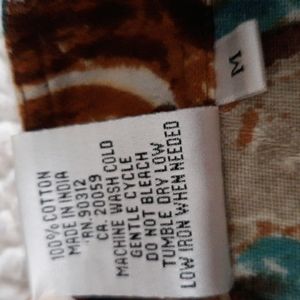 M
100% COTTON
MADE IN INDIA
RN. 90312
CA. 20059
MACHINE WASH COLD
GENTLE CYCLE
DO NOT BLEACH
TUMBLE DRY LOW
LOW IRON WHEN NEEDED